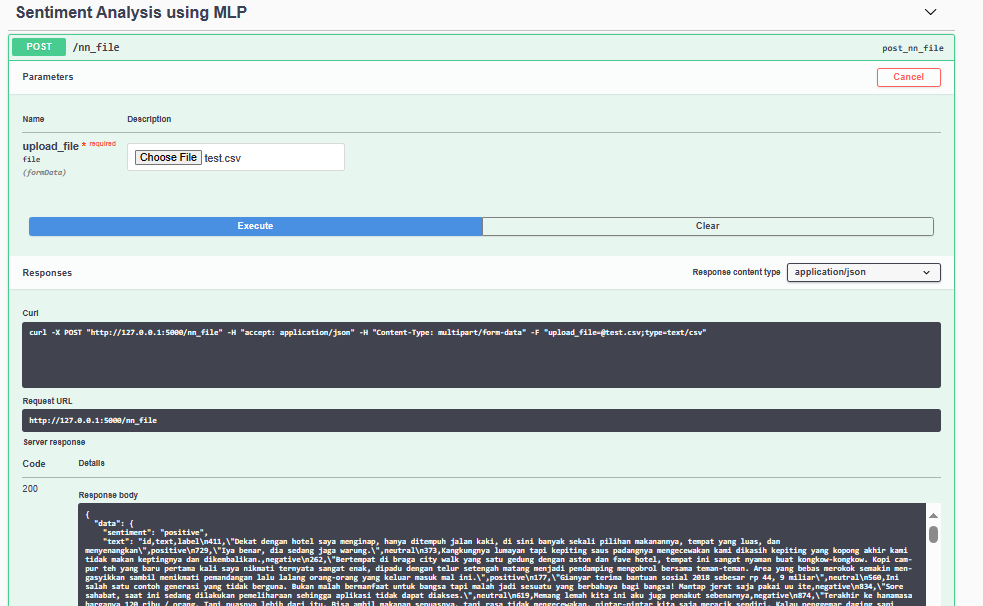 Sentiment Analysis using MLP
POST /nn_file post_nn_file
Parameters Cancel
Name Description
upload_file * required
file
(formData)
Choose File test.csv
Execute Clear
Responses Response content type application/json
Curl
curl -X POST "http://127.0.0.1:5000/nn_file" -H "accept: application/json" -H "Content-Type: multipart/form-data" -F "upload_file=@test.csv;type=text/csv"
Request URL
http://127.0.0.1:5000/nn_file
Server response
Code Details
200
Response body
{
"data": {
"sentiment": "positive",
"text": "id,text,label\n411,\"Dekat dengan hotel saya menginap, hanya ditempuh jalan kaki, di sini banyak sekali pilihan makanannya, tempat yang luas, dan
menyenangkan\",positive\n729,\"Iya benar, dia sedang jaga warung.\",neutral\n373,Kangkungnya lumayan tapi kepiting saus padangnya mengecewakan kami dikasih kepiting yang kopong akhir kami
tidak makan keptingnya dan dikembalikan.,negative\n262,\"Bertempat di braga city walk yang satu gedung dengan aston dan fave hotel, tempat ini sangat nyaman buat kongkow-kongkow. Kopi cam-
pur teh yang baru pertama kali saya nikmati ternyata sangat enak, dipadu dengan telur setengah matang menjadi pendamping mengobrol bersama teman-teman. Area yang bebas merokok semakin men-
gasyikkan sambil menikmati pemandangan lalu lalang orang-orang yang keluar masuk mal ini.\",positive\n177,\"Gianyar terima bantuan sosial 2018 sebesar rp 44, 9 miliar\",neutral\n560,Ini
salah satu contoh generasi yang tidak berguna. Bukan malah bermanfaat untuk bangsa tapi malah jadi sesuatu yang berbahaya bagi bangsa! Mantap jerat saja pakai uu ite,negative\n834,\"Sore
sahabat, saat ini sedang dilakukan pemeliharaan sehingga aplikasi tidak dapat diakses.\",neutral\n619,Memang lemah kita ini aku juga penakut sebenarnya,negative\n874,\"Terakhir ke hanamasa
harganya 120 ribu / orang. Tapi puasnya lebih dari itu. Bisa ambil makanan sepuasnya, tapi rasa tidak mengecewakan, pintar-pintar kita saja meracik sendiri. Kalau penggemar daging sapi